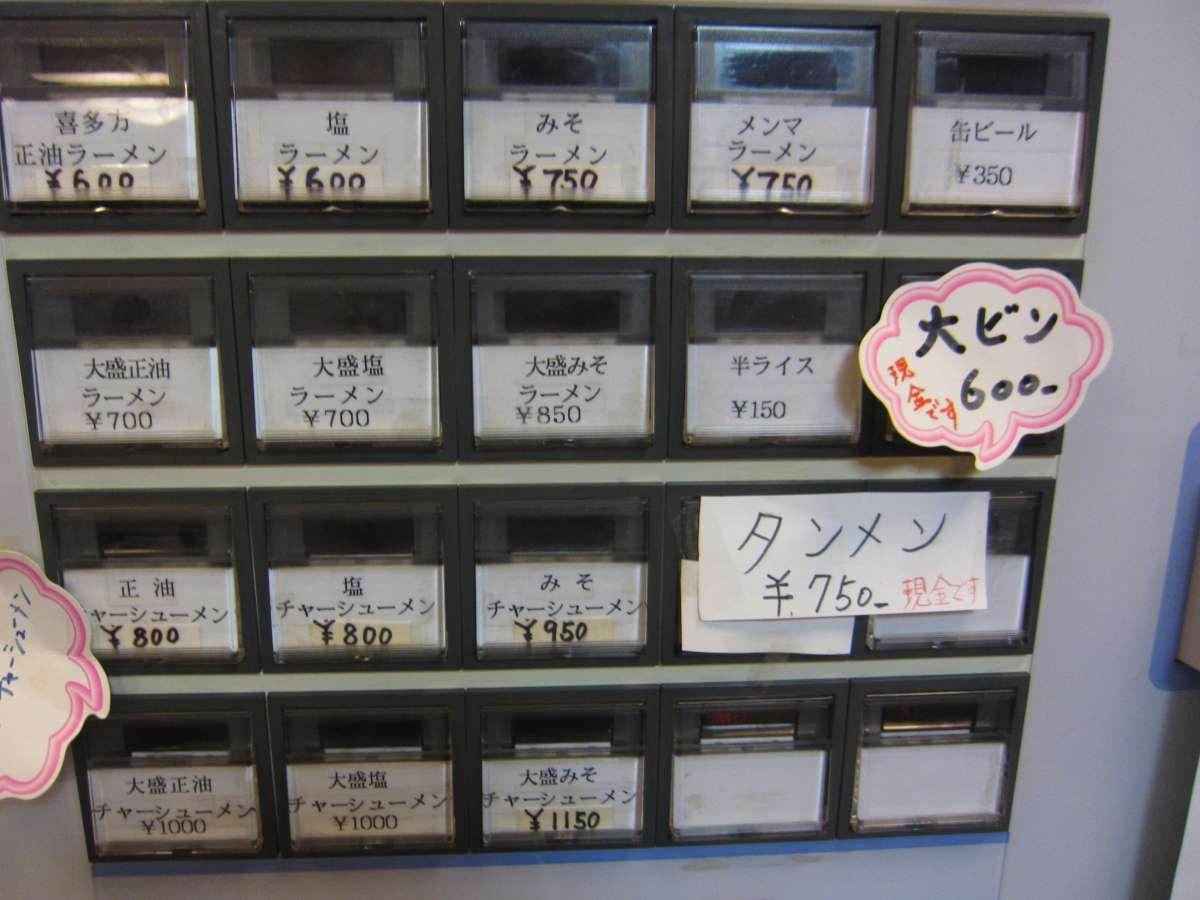 喜多方
正油ラーメン
¥600
塩
ラーメン
¥600
みそ
ラーメン
¥750
メンマ
ラーメン
¥750
缶ビール
¥350
大盛正油
ラーメン
¥700
大盛塩
ラーメン
¥700
大盛みそ
ラーメン
¥850
半ライス
¥150
大ビン
600-
現金です
正油
チャーシューメン
¥800
塩
チャーシューメン
¥800
みそ
チャーシューメン
¥950
タンメン
¥.750-
現金です
チャーシューメン
大盛正油
チャーシューメン
¥1000
大盛塩
チャーシューメン
¥1000
大盛みそ
チャーシューメン
¥1150